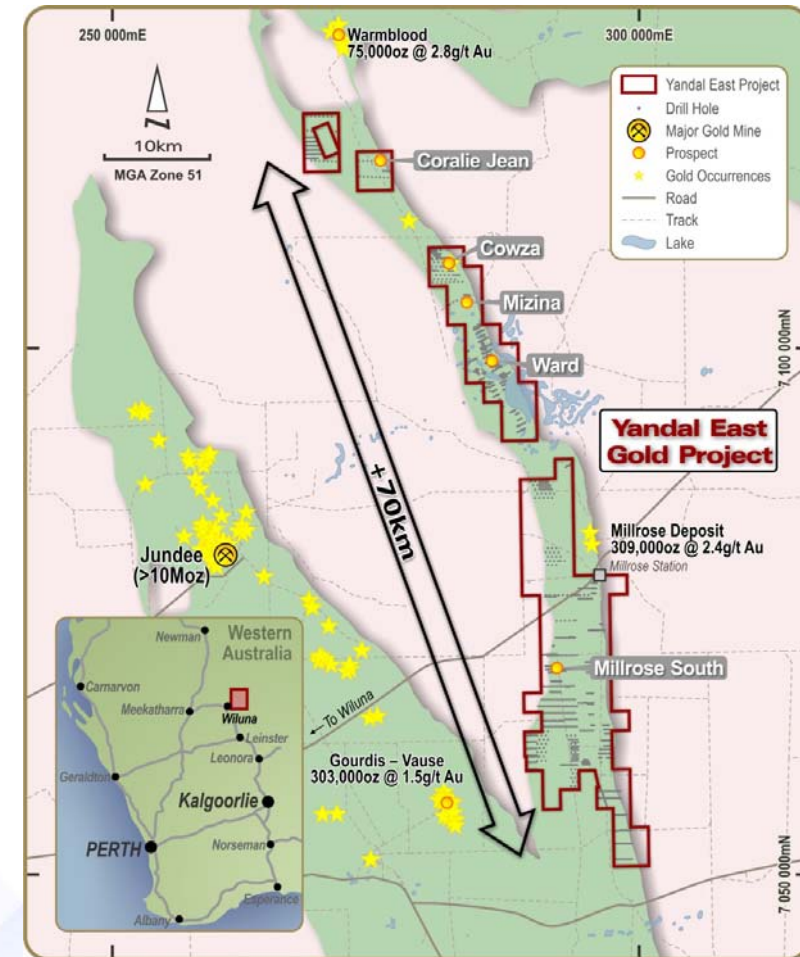 250 000mE
300 000mE
Warmblood
75,000oz @ 2.8g/t Au
N
10km
MGA Zone 51
Yandal East Project
Drill Hole
Major Gold Mine
Prospect
Gold Occurrences
Road
Track
Lake
Coralie Jean
Cowza
Mizina
Ward
7 100 000mN
Yandal East
Gold Project
+70km
Millrose Deposit
309,000oz @ 2.4g/t Au
Millrose Station
Jundee
(>10Moz)
Millrose South
To Wiluna
Gourdis – Vause
303,000oz @ 1.5g/t Au
7 050 000mN
Western
Australia
Newman
Carnarvon
Meekatharra
Wiluna
Leinster
Leonora
Geraldton
Kalgoorlie
PERTH
Norseman
Esperance
Albany